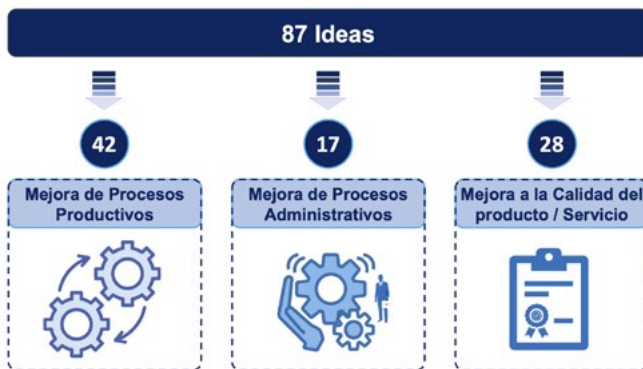 87 Ideas
42
17
28
Mejora de Procesos
Productivos
Mejora de Procesos
Administrativos
Mejora a la Calidad del
producto / Servicio